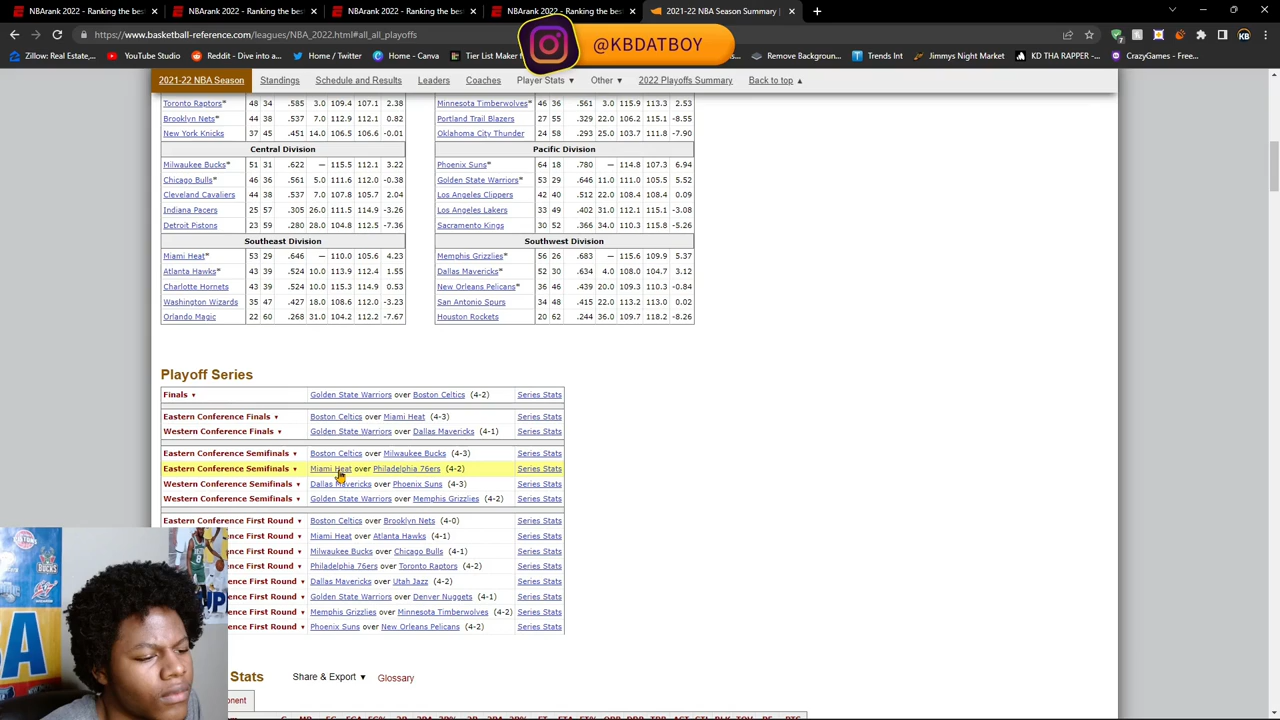 NBArank 2022 - Ranking the be
NBARank 2022 - Ranking the bes
NBARank 2022 - Ranking the bes
NBARank 2022 - Ranking the be
2021-22 NBA Season Summary |
https://www.basketball-reference.com/leagues/NBA_2022.html#all_all_playoffs
@KBDATBOY
Zillow: Real Estate,...
YouTube Studio
Reddit - Dive into...
Home - Canva
Tier List Maker
Remove Background...
Trends Int
Jimmys Night Market
KD THA RAPPER -...
CrazyGames - Free...
2021-22 NBA Season Standings Schedule and Results Leaders Coaches Player Stats ▼ Other ▼ 2022 Playoffs Summary Back to top ▲
Toronto Raptors* 48 34 .585 3.0 109.4 107.1 2.38
Brooklyn Nets* 44 38 .537 7.0 112.9 112.1 0.82
New York Knicks 37 45 .451 14.0 106.5 106.6 -0.01
Central Division
Milwaukee Bucks* 51 31 .622 — 115.5 112.1 3.22
Chicago Bulls* 46 36 .561 5.0 111.6 112.0 -0.38
Cleveland Cavaliers 44 38 .537 7.0 107.8 105.7 2.04
Indiana Pacers 25 57 .305 26.0 111.5 114.9 -3.26
Detroit Pistons 23 59 .280 28.0 104.8 112.5 -7.36
Southeast Division
Miami Heat* 53 29 .646 — 110.0 105.6 4.23
Atlanta Hawks* 43 39 .524 10.0 113.9 112.4 1.55
Charlotte Hornets 43 39 .524 10.0 115.3 114.9 0.53
Washington Wizards 35 47 .427 18.0 108.6 112.0 -3.23
Orlando Magic 22 60 .268 31.0 104.2 112.2 -7.67
Minnesota Timberwolves* 46 36 .561 3.0 115.9 113.3 2.53
Portland Trail Blazers 27 55 .329 22.0 106.2 115.1 -8.55
Oklahoma City Thunder 24 58 .293 25.0 103.7 111.8 -7.90
Pacific Division
Phoenix Suns* 64 18 .780 — 114.8 107.3 6.94
Golden State Warriors* 53 29 .646 11.0 111.0 105.5 5.52
Los Angeles Clippers 42 40 .512 22.0 108.4 108.4 0.09
Los Angeles Lakers 33 49 .402 31.0 112.1 115.1 -3.08
Sacramento Kings 30 52 .366 34.0 110.3 115.8 -5.26
Southwest Division
Memphis Grizzlies* 56 26 .683 — 115.6 109.9 5.37
Dallas Mavericks* 52 30 .634 4.0 108.0 104.7 3.12
New Orleans Pelicans* 36 46 .439 20.0 109.3 110.3 -0.84
San Antonio Spurs 34 48 .415 22.0 113.2 113.0 0.02
Houston Rockets 20 62 .244 36.0 109.7 118.2 -8.26
Playoff Series
Finals ▼ Golden State Warriors over Boston Celtics (4-2) Series Stats
Eastern Conference Finals ▼ Boston Celtics over Miami Heat (4-3) Series Stats
Western Conference Finals ▼ Golden State Warriors over Dallas Mavericks (4-1) Series Stats
Eastern Conference Semifinals ▼ Boston Celtics over Milwaukee Bucks (4-3) Series Stats
Eastern Conference Semifinals ▼ Miami Heat over Philadelphia 76ers (4-2) Series Stats
Western Conference Semifinals ▼ Dallas Mavericks over Phoenix Suns (4-3) Series Stats
Western Conference Semifinals ▼ Golden State Warriors over Memphis Grizzlies (4-2) Series Stats
Eastern Conference First Round ▼ Boston Celtics over Brooklyn Nets (4-0) Series Stats
ence First Round ▼ Miami Heat over Atlanta Hawks (4-1) Series Stats
ence First Round ▼ Milwaukee Bucks over Chicago Bulls (4-1) Series Stats
ence First Round ▼ Philadelphia 76ers over Toronto Raptors (4-2) Series Stats
ence First Round ▼ Dallas Mavericks over Utah Jazz (4-2) Series Stats
ence First Round ▼ Golden State Warriors over Denver Nuggets (4-1) Series Stats
ence First Round ▼ Memphis Grizzlies over Minnesota Timberwolves (4-2) Series Stats
ence First Round ▼ Phoenix Suns over New Orleans Pelicans (4-2) Series Stats
Stats Share & Export ▼ Glossary
onent